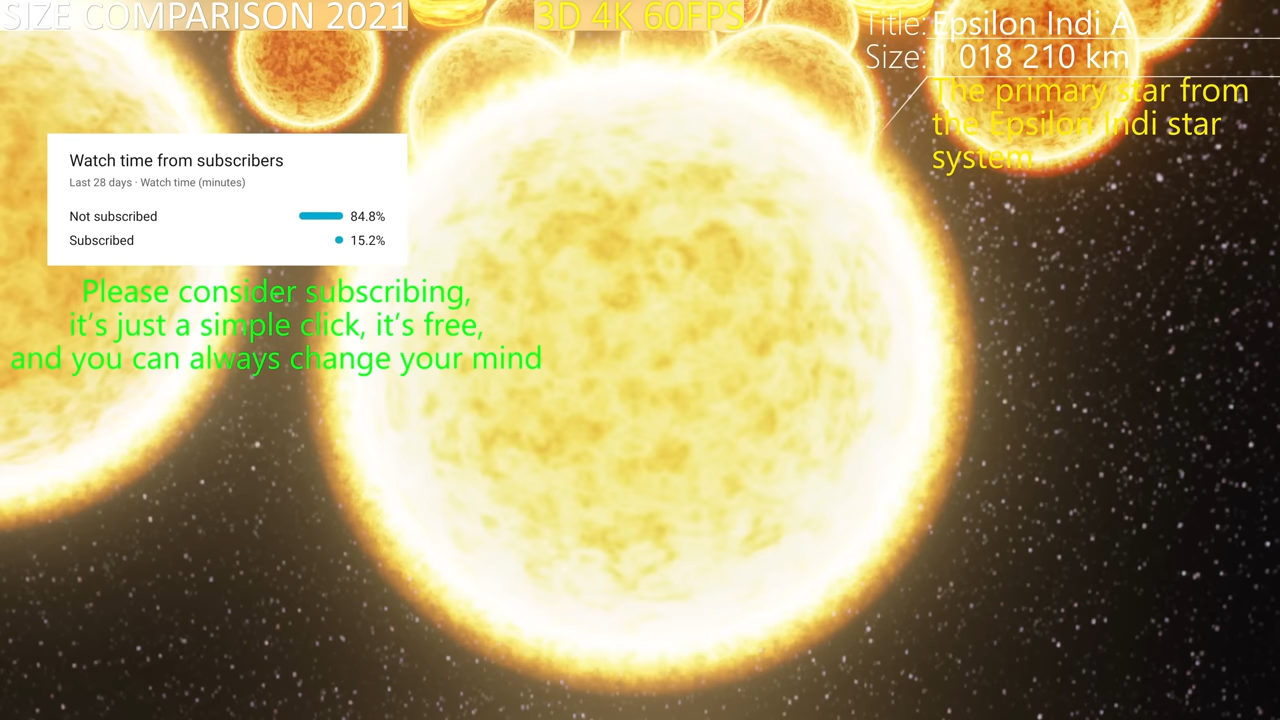 SIZE COMPARISON 2021
3D 4K 60FPS
Title: Epsilon Indi A
Size: 1 018 210 km
The primary star from
the Epsilon Indi star
system
Watch time from subscribers
Last 28 days · Watch time (minutes)
Not subscribed 84.8%
Subscribed 15.2%
Please consider subscribing,
it's just a simple click, it's free,
and you can always change your mind